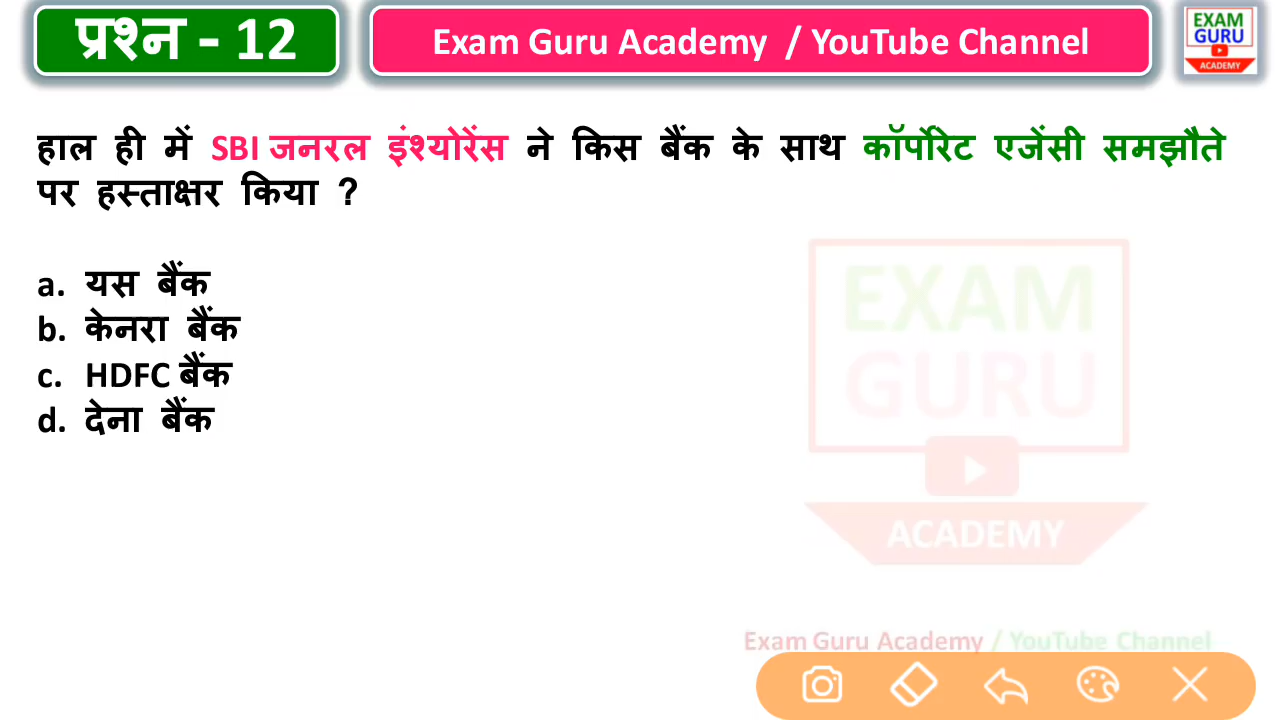 प्रश्न - 12
Exam Guru Academy / YouTube Channel
EXAM
GURU
ACADEMY
हाल ही में SBI जनरल इंश्योरेंस ने किस बैंक के साथ कॉर्पोरेट एजेंसी समझौते
पर हस्ताक्षर किया ?
a. यस बैंक
b. केनरा बैंक
c. HDFC बैंक
d. देना बैंक
EXAM
GURU
ACADEMY
Exam Guru Academy / YouTube Channel